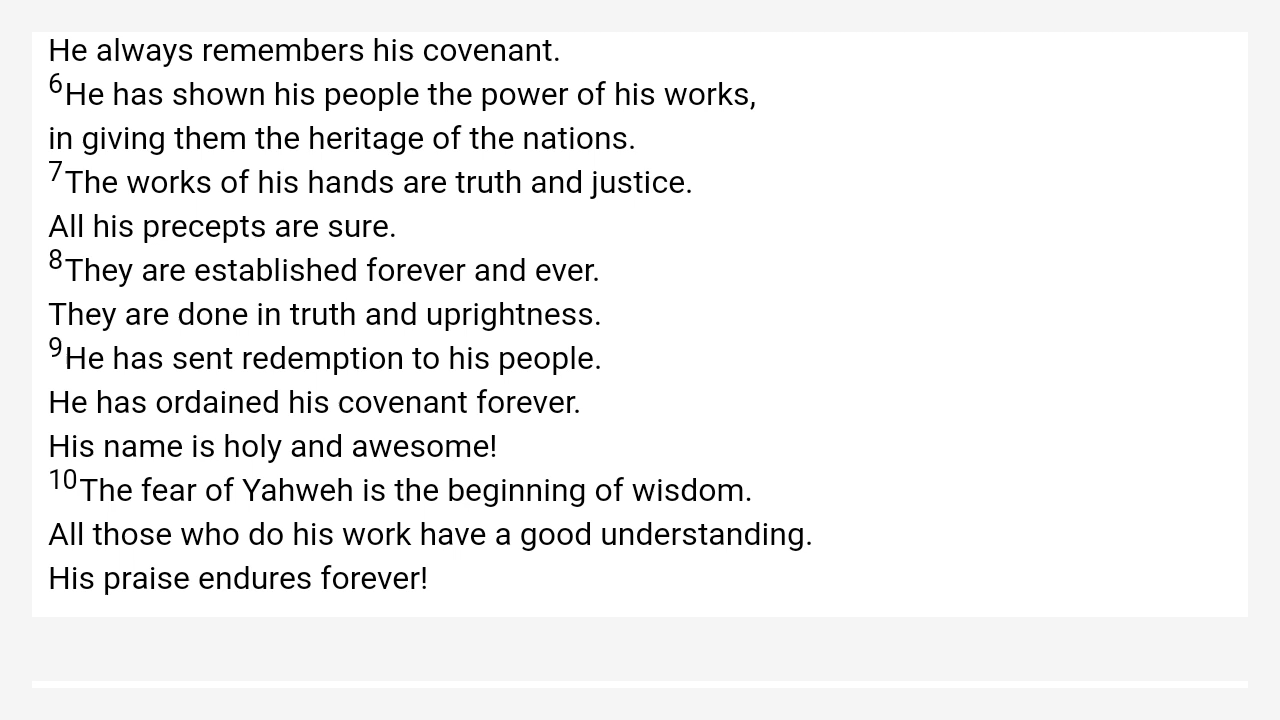 He always remembers his covenant.
6He has shown his people the power of his works,
in giving them the heritage of the nations.
7The works of his hands are truth and justice.
All his precepts are sure.
8They are established forever and ever.
They are done in truth and uprightness.
9He has sent redemption to his people.
He has ordained his covenant forever.
His name is holy and awesome!
10The fear of Yahweh is the beginning of wisdom.
All those who do his work have a good understanding.
His praise endures forever!